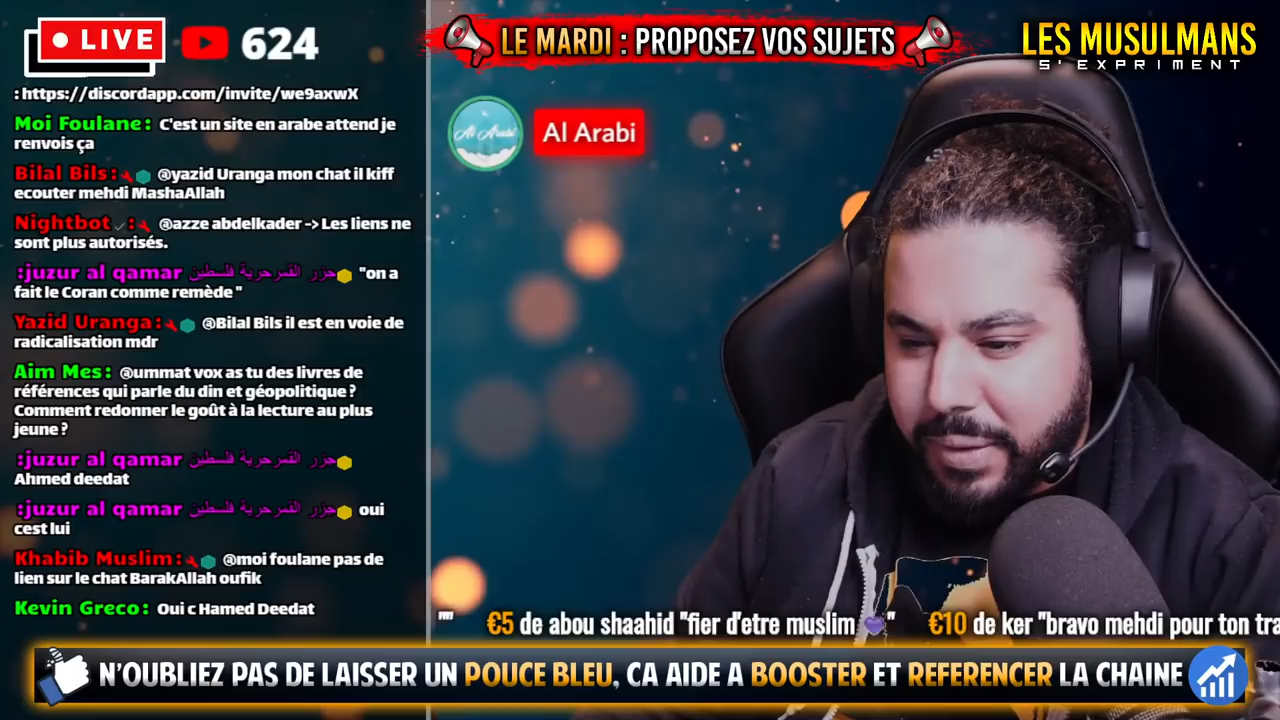 LIVE
624
LE MARDI : PROPOSEZ VOS SUJETS
LES MUSULMANS
S'EXPRIMENT
Al Arabi
Al Arabi
: https://discordapp.com/invite/we9axwX
Moi Foulane : C'est un site en arabe attend je
renvois ça
Bilal Bils : @yazid Uranga mon chat il kiff
ecouter mehdi MashaAllah
Nightbot : @azze abdelkader -> Les liens ne
sont plus autorisés.
:juzur al qamar جزر القمر حرية فلسطين "on a
fait le Coran comme remède "
Yazid Uranga : @Bilal Bils il est en voie de
radicalisation mdr
Aim Mes : @ummat vox as tu des livres de
références qui parle du din et géopolitique ?
Comment redonner le goût à la lecture au plus
jeune ?
:juzur al qamar جزر القمر حرية فلسطين
Ahmed deedat
:juzur al qamar جزر القمر حرية فلسطين oui
cest lui
Khabib Muslim : @moi foulane pas de
lien sur le chat BarakAllah oufik
Kevin Greco : Oui c Hamed Deedat
"" €5 de abou shaahid "fier d'etre muslim 💜" €10 de ker "bravo mehdi pour ton tra
N'OUBLIEZ PAS DE LAISSER UN POUCE BLEU, CA AIDE A BOOSTER ET REFERENCER LA CHAINE